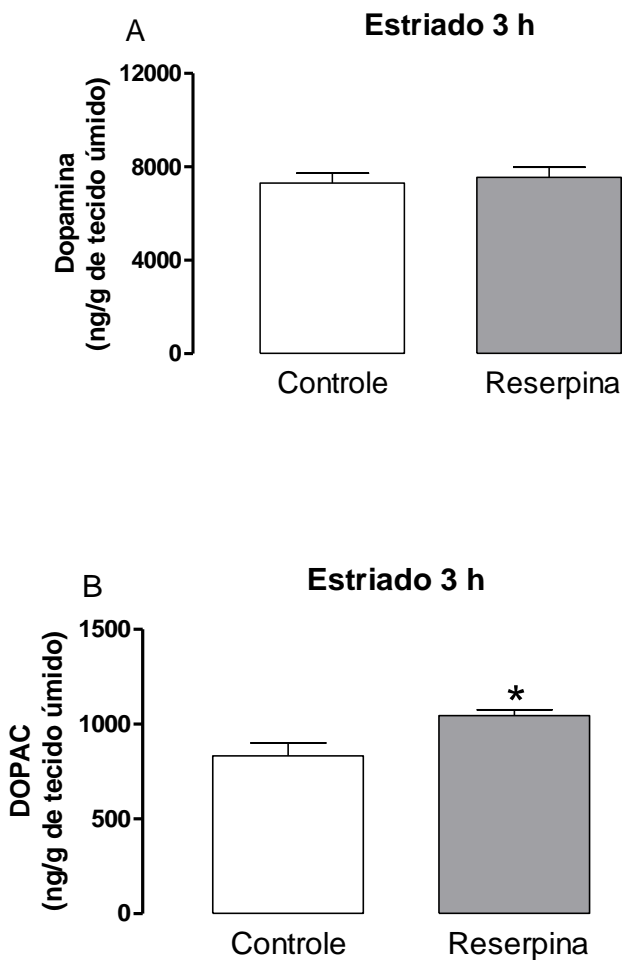 A
Estriado 3 h
Dopamina
(ng/g de tecido úmido)
12000
8000
4000
0
Controle
Reserpina
B
Estriado 3 h
DOPAC
(ng/g de tecido úmido)
1500
1000
500
0
*
Controle
Reserpina